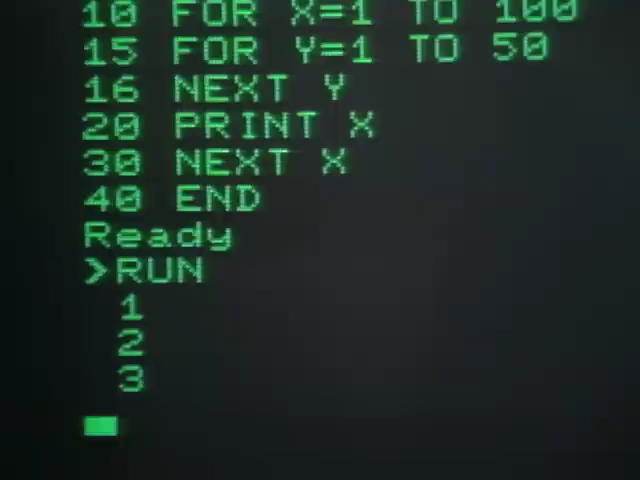 10 FOR X=1 TO 100
15 FOR Y=1 TO 50
16 NEXT Y
20 PRINT X
30 NEXT X
40 END
Ready
>RUN
1
2
3